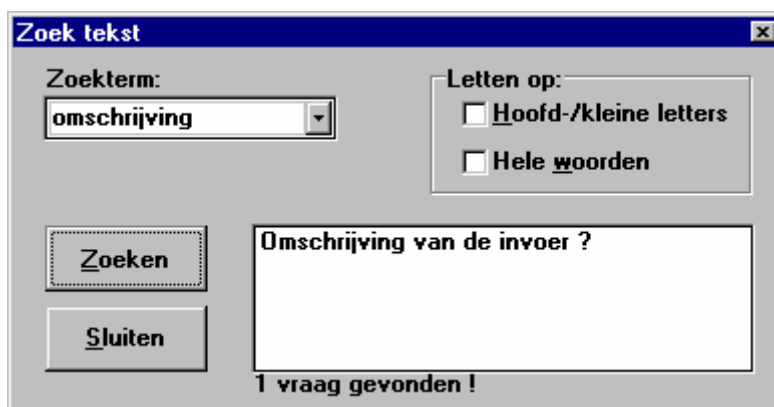 Zoek tekst
Zoekterm:
omschrijving
Letten op:
Hoofd-/kleine letters
Hele woorden
Zoeken
Sluiten
Omschrijving van de invoer ?
1 vraag gevonden !